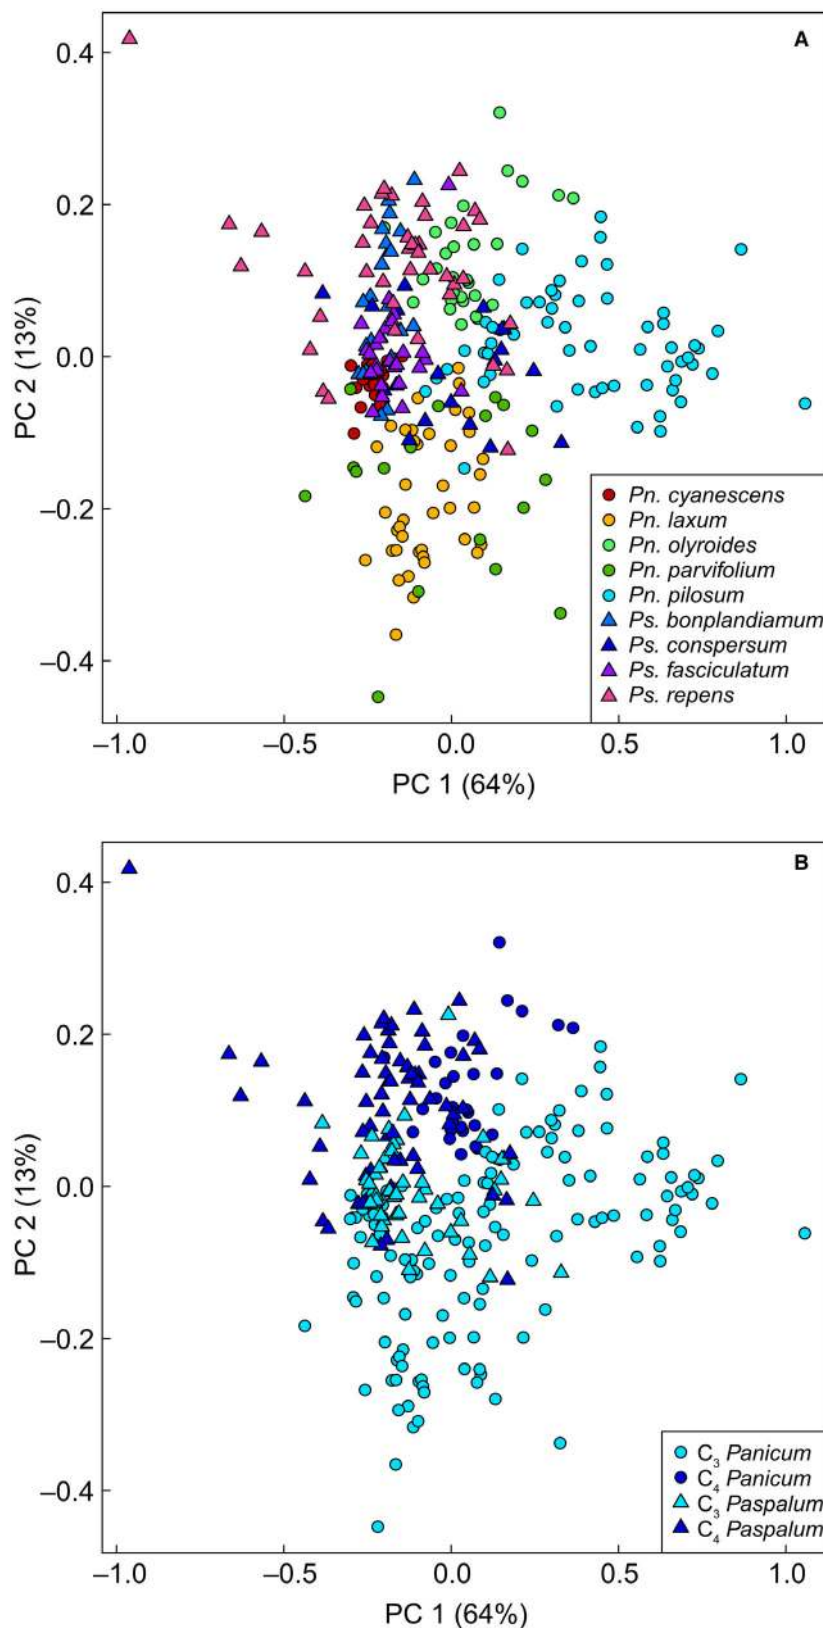 A
0.4
0.2
0.0
–0.2
–0.4
PC 2 (13%)
Pn. cyanescens
Pn. laxum
Pn. olyroides
Pn. parvifolium
Pn. pilosum
Ps. bonplandiamum
Ps. conspersum
Ps. fasciculatum
Ps. repens
–1.0 –0.5 0.0 0.5 1.0
PC 1 (64%)
B
0.4
0.2
0.0
–0.2
–0.4
PC 2 (13%)
C₃ Panicum
C₄ Panicum
C₃ Paspalum
C₄ Paspalum
–1.0 –0.5 0.0 0.5 1.0
PC 1 (64%)